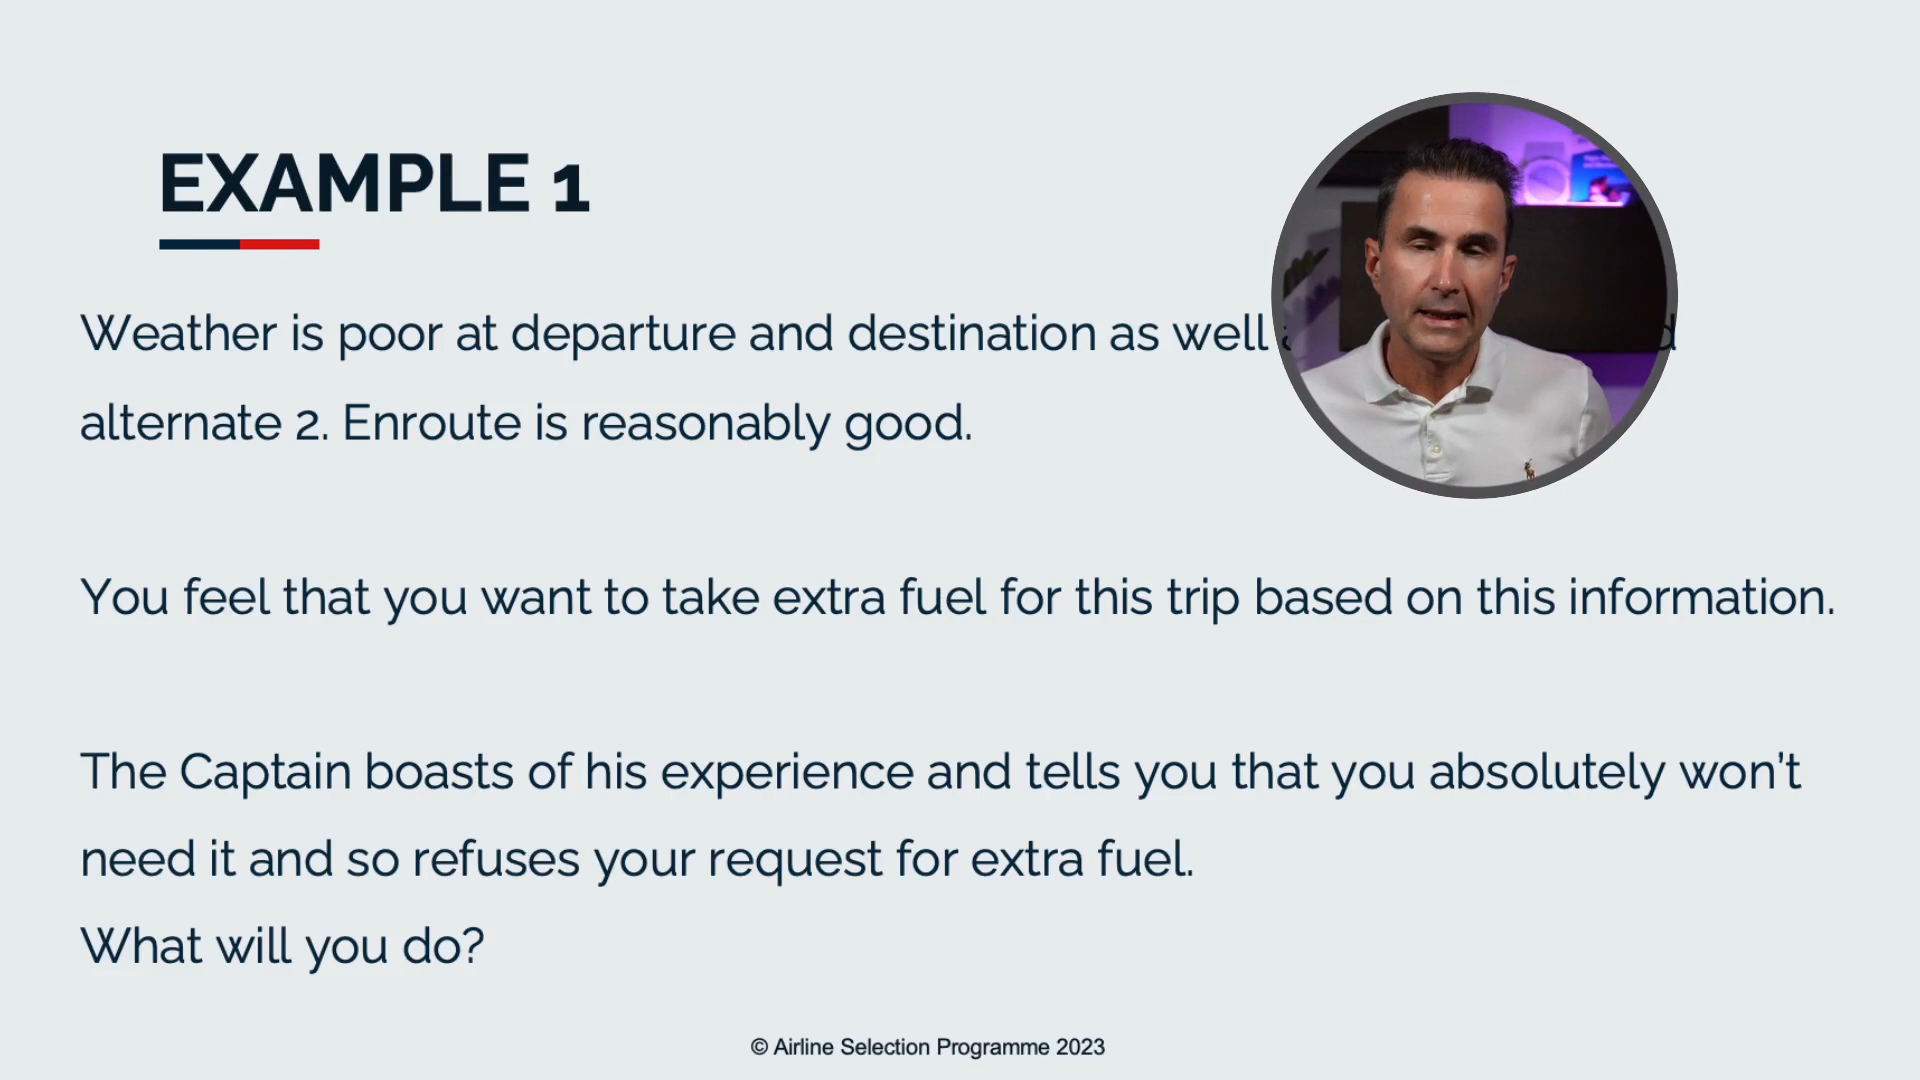 EXAMPLE 1
Weather is poor at departure and destination as well
alternate 2. Enroute is reasonably good.
You feel that you want to take extra fuel for this trip based on this information.
The Captain boasts of his experience and tells you that you absolutely won't
need it and so refuses your request for extra fuel.
What will you do?
© Airline Selection Programme 2023